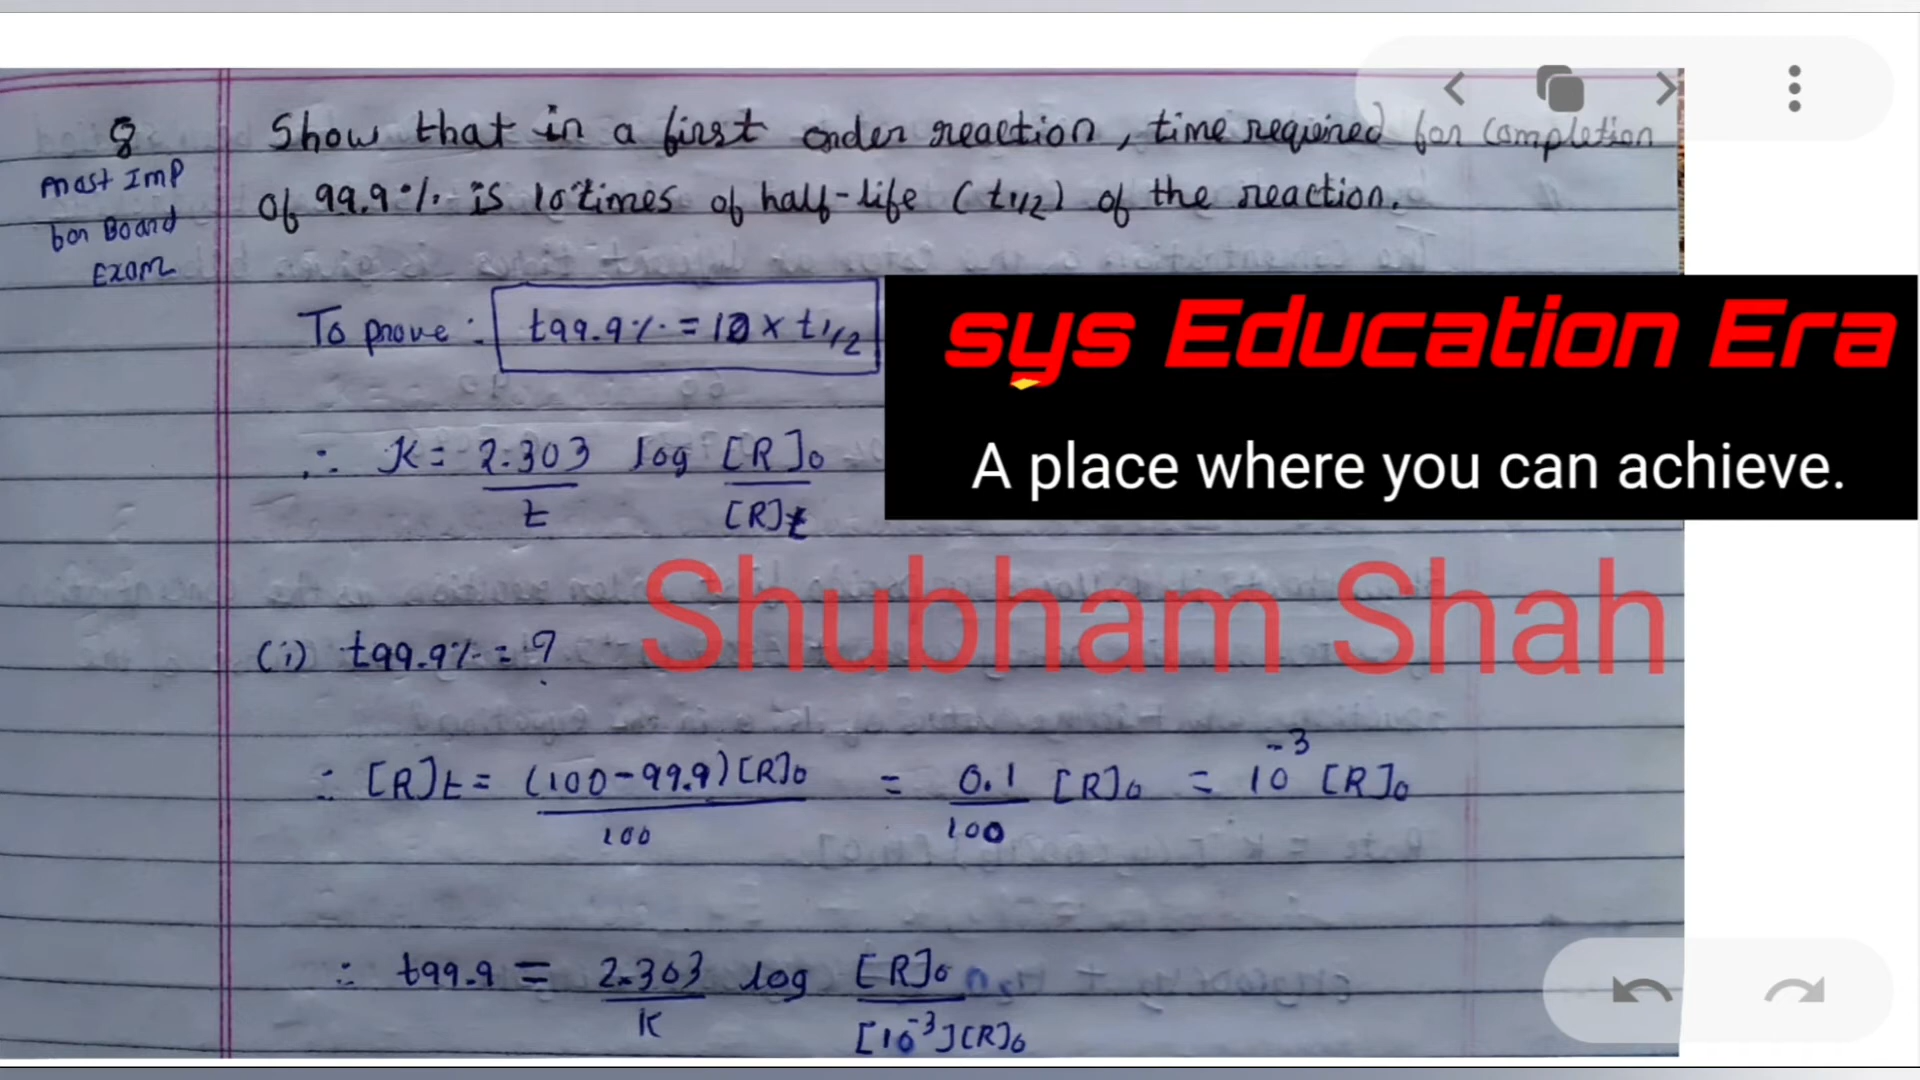 Q Show that in a first order reaction, time required for completion
of 99.9% is 10 times of half-life (t1/2) of the reaction.
Most Imp
for Board
Exam
To prove :- t99.9% = 10 × t1/2
sys Education Era
A place where you can achieve.
∴ K = 2.303/t log [R]₀/[R]t
Shubham Shah
(i) t99.9% = ?
∴ [R]t = (100-99.9)[R]₀/100 = 0.1/100 [R]₀ = 10⁻³ [R]₀
∴ t99.9 = 2.303/K log [R]₀/[10⁻³][R]₀